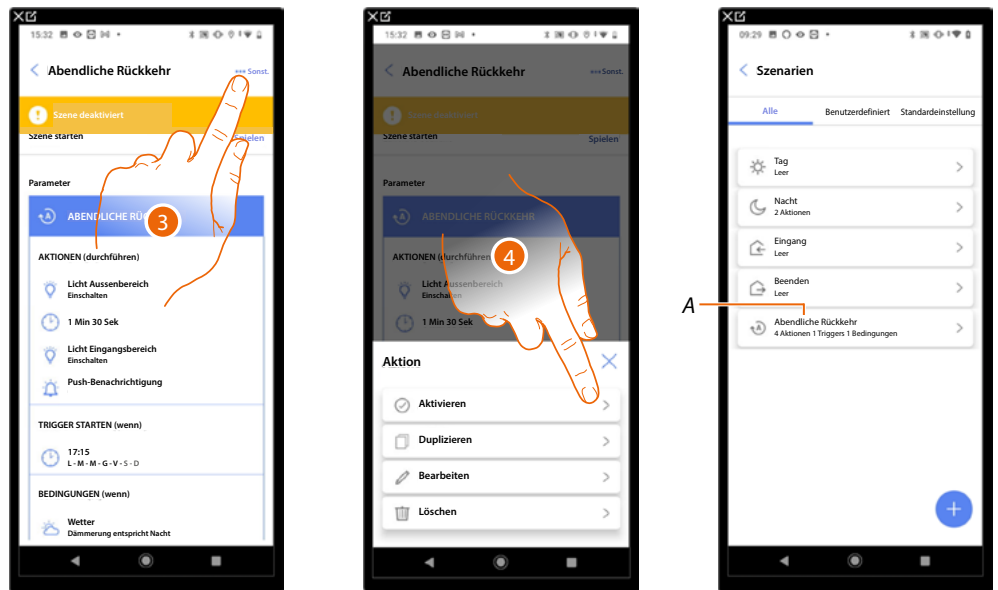 15:32
Abendliche Rückkehr
Sonst.
Szene deaktiviert
Szene starten
Spielen
Parameter
ABENDLICHE RÜC
3
AKTIONEN (durchführen)
Licht Aussenbereich
Einschalten
1 Min 30 Sek
Licht Eingangsbereich
Einschalten
Push-Benachrichtigung
TRIGGER STARTEN (wenn)
17:15
L - M - M - G - V - S - D
BEDINGUNGEN (wenn)
Wetter
Dämmerung entspricht Nacht
15:32
Abendliche Rückkehr
Sonst.
Szene deaktiviert
Szene starten
Spielen
Parameter
ABENDLICHE RÜCKKEHR
4
AKTIONEN (durchführen)
Licht Aussenbereich
Einschalten
1 Min 30 Sek
Aktion
Aktivieren
Duplizieren
Bearbeiten
Löschen
09:29
Szenarien
Alle
Benutzerdefiniert
Standardeinstellung
Tag
Leer
Nacht
2 Aktionen
Eingang
Leer
Beenden
Leer
A
Abendliche Rückkehr
4 Aktionen 1 Triggers 1 Bedingungen